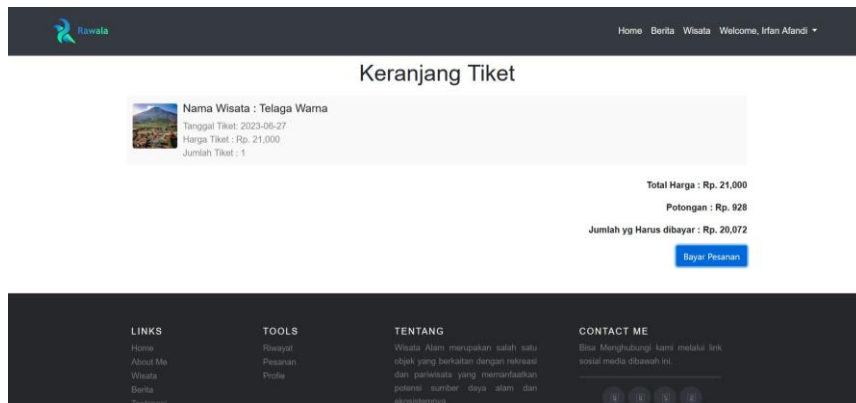 Rawala
Home Berita Wisata Welcome, Irfan Afandi
Keranjang Tiket
Nama Wisata : Telaga Warna
Tanggal Tiket: 2023-06-27
Harga Tiket : Rp. 21,000
Jumlah Tiket : 1
Total Harga : Rp. 21,000
Potongan : Rp. 928
Jumlah yg Harus dibayar : Rp. 20,072
Bayar Pesanan
LINKS
Home
About Me
Wisata
Berita
TOOLS
Riwayat
Pesanan
Profile
TENTANG
Wisata Alam merupakan salah satu
objek yang berkaitan dengan rekreasi
dan pariwisata yang memanfaatkan
potensi sumber daya alam dan
ekosistemnya
CONTACT ME
Bisa Menghubungi kami melalui link
sosial media dibawah ini.